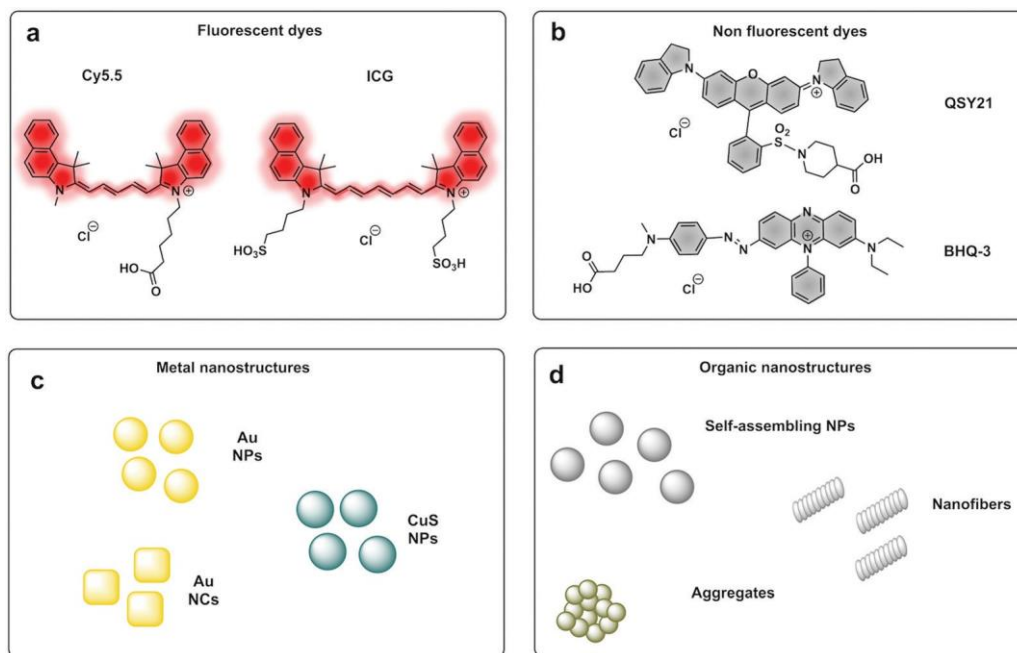 a
Fluorescent dyes
Cy5.5
ICG
N
N
⊕
Cl⊖
HO
O
N
N
⊕
HO₃S
Cl⊖
SO₃H
b
Non fluorescent dyes
N
O
N
⊕
QSY21
Cl⊖
O₂
S
N
OH
O
N
N
N
N
⊕
N
N
BHQ-3
O
HO
Cl⊖
c
Metal nanostructures
Au
NPs
CuS
NPs
Au
NCs
d
Organic nanostructures
Self-assembling NPs
Nanofibers
Aggregates